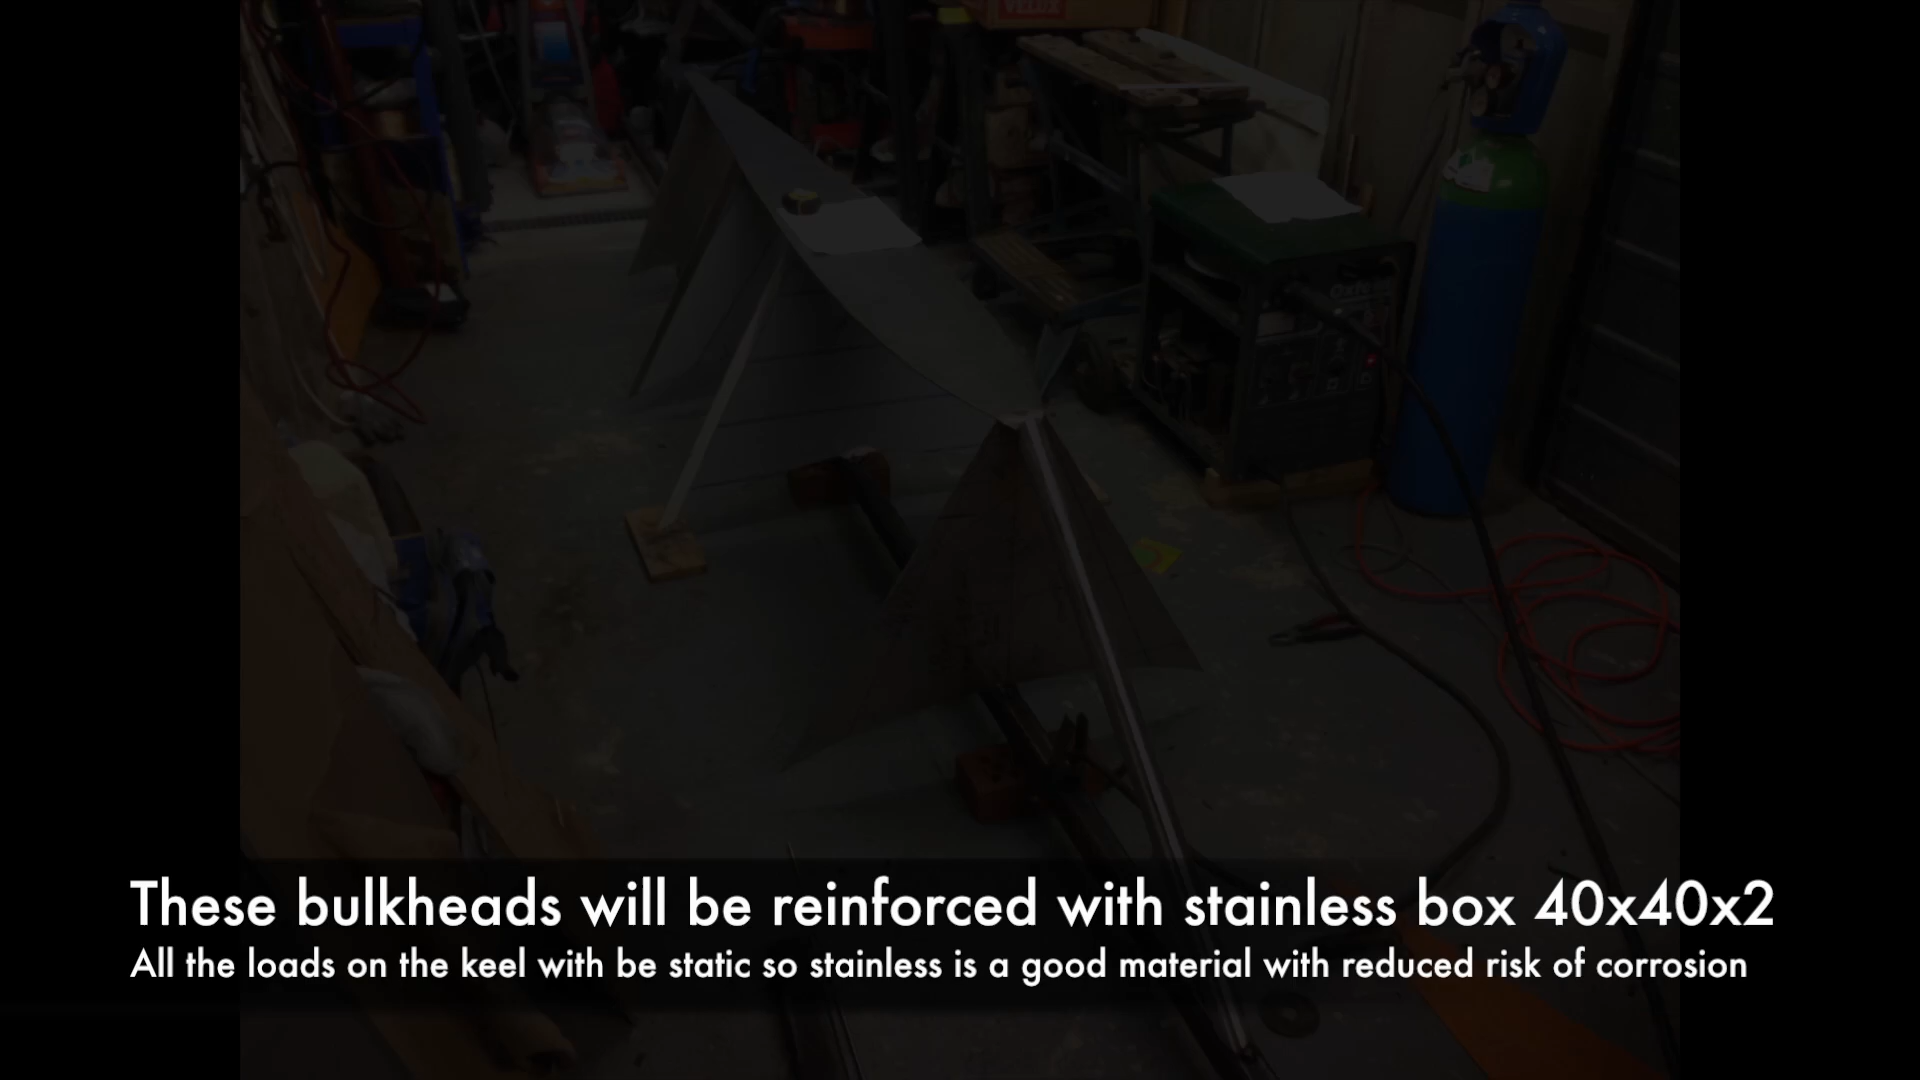 VELUX
These bulkheads will be reinforced with stainless box 40x40x2
All the loads on the keel with be static so stainless is a good material with reduced risk of corrosion